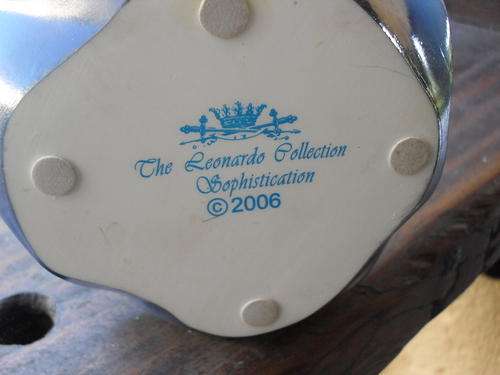 The Leonardo Collection
Sophistication
©2006